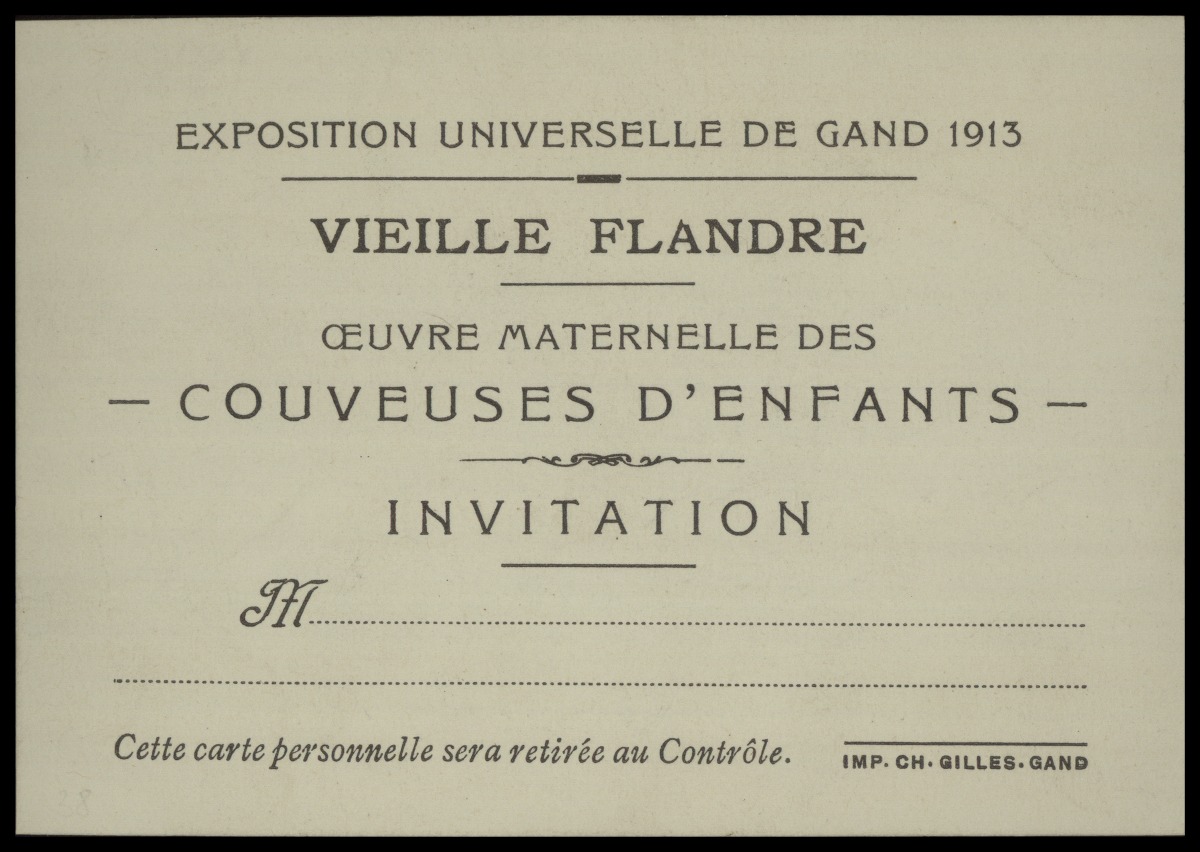 EXPOSITION UNIVERSELLE DE GAND 1913
VIEILLE FLANDRE
ŒUVRE MATERNELLE DES
— COUVEUSES D'ENFANTS —
INVITATION
M
Cette carte personnelle sera retirée au Contrôle.
IMP. CH. GILLES. GAND
38